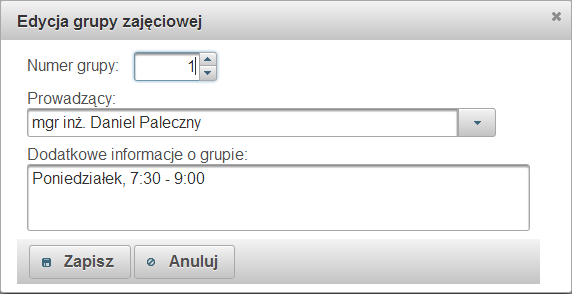 Edycja grupy zajęciowej
Numer grupy: 1
Prowadzący:
mgr inż. Daniel Paleczny
Dodatkowe informacje o grupie:
Poniedziałek, 7:30 - 9:00
Zapisz Anuluj